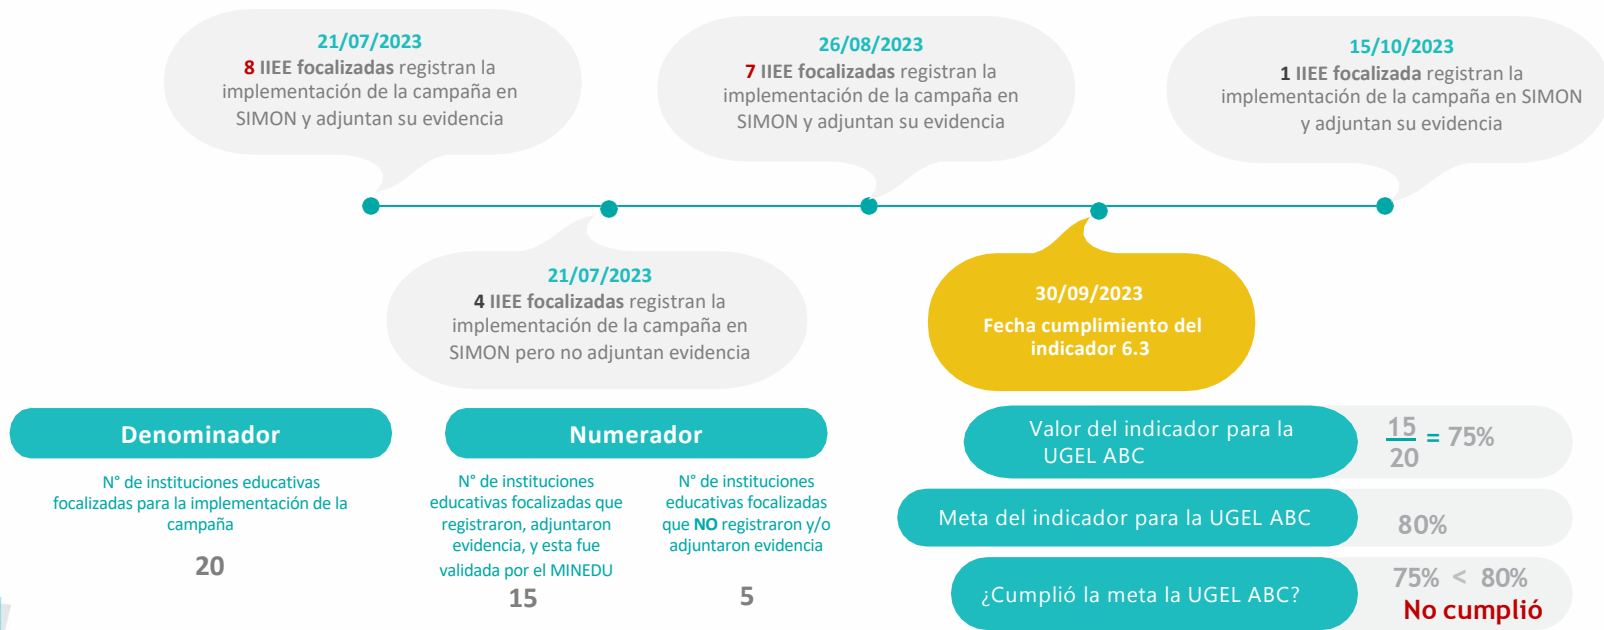 21/07/2023
8 IIEE focalizadas registran la
implementación de la campaña en
SIMON y adjuntan su evidencia
26/08/2023
7 IIEE focalizadas registran la
implementación de la campaña en
SIMON y adjuntan su evidencia
15/10/2023
1 IIEE focalizada registran la
implementación de la campaña en SIMON
y adjuntan su evidencia
21/07/2023
4 IIEE focalizadas registran la
implementación de la campaña en
SIMON pero no adjuntan evidencia
30/09/2023
Fecha cumplimiento del
indicador 6.3
Denominador
N° de instituciones educativas
focalizadas para la implementación de la
campaña
20
Numerador
N° de instituciones
educativas focalizadas que
registraron, adjuntaron
evidencia, y esta fue
validada por el MINEDU
15
N° de instituciones
educativas focalizadas
que NO registraron y/o
adjuntaron evidencia
5
Valor del indicador para la
UGEL ABC
15
20
= 75%
Meta del indicador para la UGEL ABC
80%
¿Cumplió la meta la UGEL ABC?
75% < 80%
No cumplió